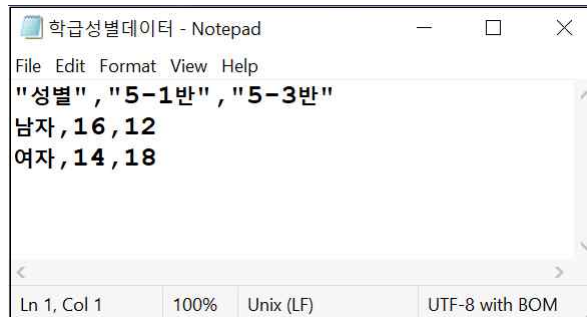 학급성별데이터 - Notepad
File Edit Format View Help
"성별","5-1반","5-3반"
남자,16,12
여자,14,18
Ln 1, Col 1 100% Unix (LF) UTF-8 with BOM